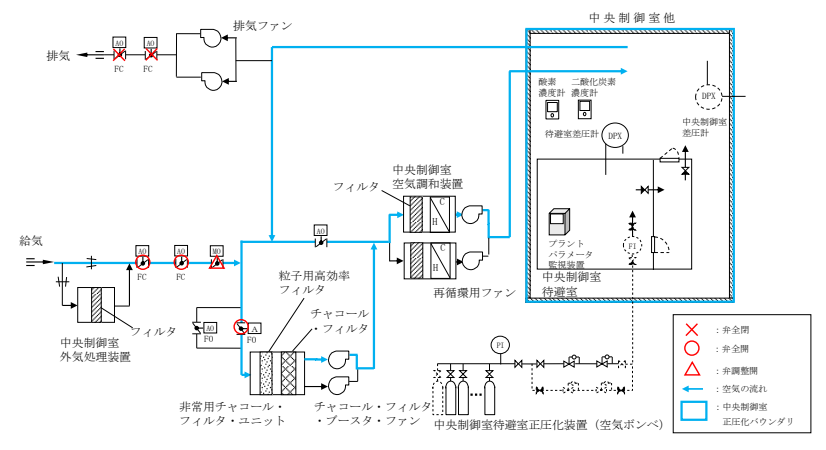 中央制御室他
排気ファン
排気
AO
AO
FC
FC
酸素
濃度計
二酸化炭素
濃度計
DPX
中央制御室
差圧計
待避室差圧計
DPX
中央制御室
空気調和装置
フィルタ
C
H
C
H
AO
給気
AO
AO
MO
FC
FC
プラント
パラメータ
監視装置
FI
中央制御室
待避室
再循環用ファン
粒子用高効率
フィルタ
チャコール
・フィルタ
フィルタ
中央制御室
外気処理装置
AO
FO
A
FO
PI
非常用チャコール・
フィルタ・ユニット
チャコール・フィルタ
・ブースタ・ファン
中央制御室待避室正圧化装置（空気ボンベ）
：弁全閉
：弁全開
：弁調整開
：空気の流れ
：中央制御室
正圧化バウンダリ